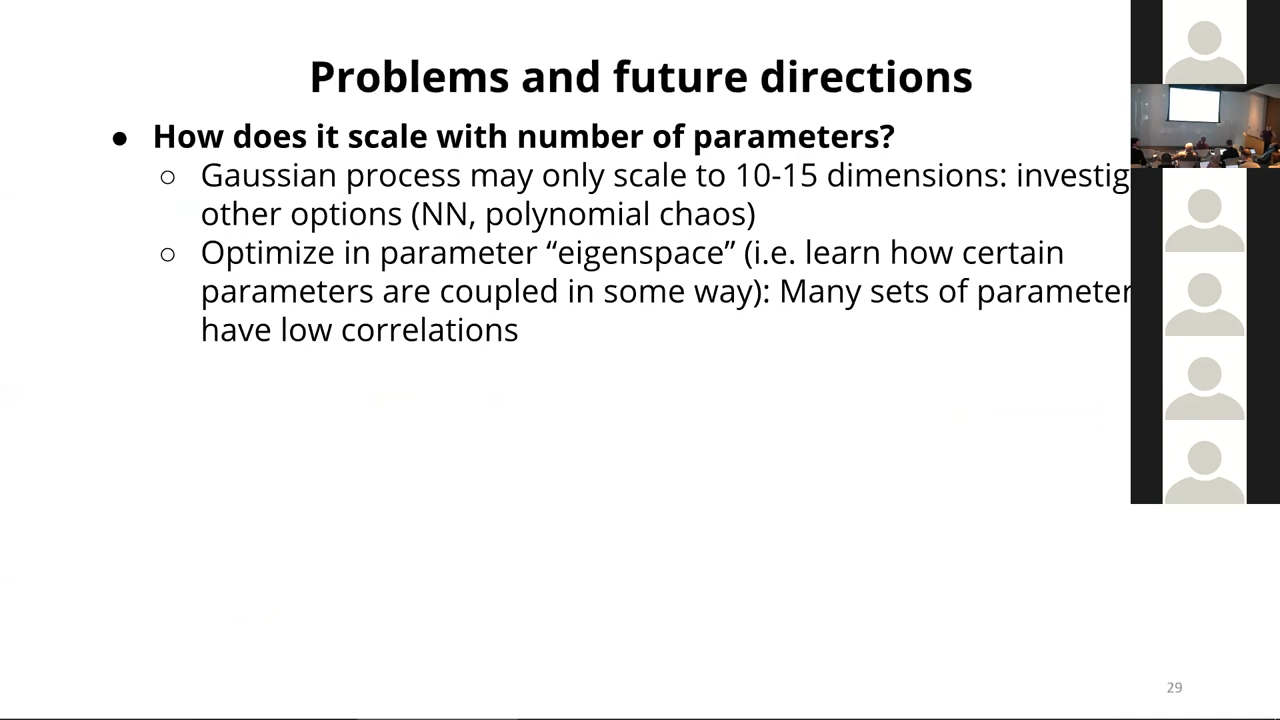 Problems and future directions
● How does it scale with number of parameters?
○ Gaussian process may only scale to 10-15 dimensions: investig
other options (NN, polynomial chaos)
○ Optimize in parameter “eigenspace” (i.e. learn how certain
parameters are coupled in some way): Many sets of parameter
have low correlations
29